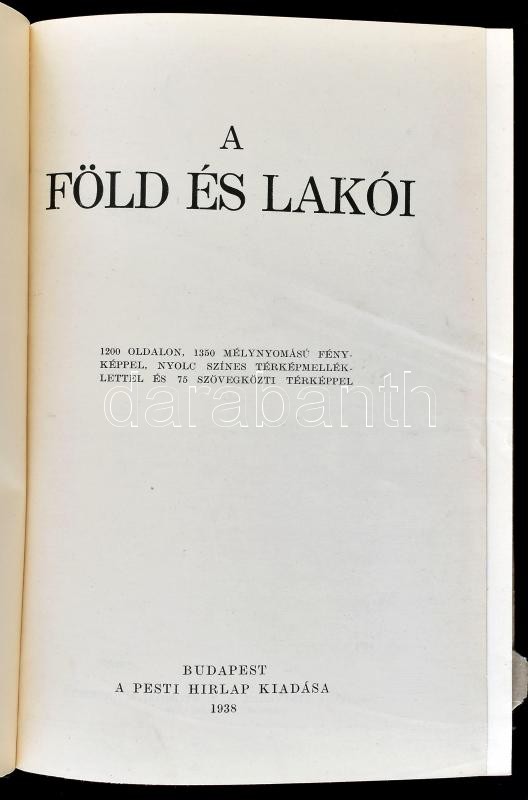 A
FÖLD ÉS LAKÓI
1200 OLDALON, 1350 MÉLYNYOMÁSÚ FÉNY-
KÉPPEL, NYOLC SZÍNES TÉRKÉPMELLÉK-
LETTEL ÉS 75 SZÖVEGKÖZTI TÉRKÉPPEL
darabanth
BUDAPEST
A PESTI HIRLAP KIADÁSA
1938